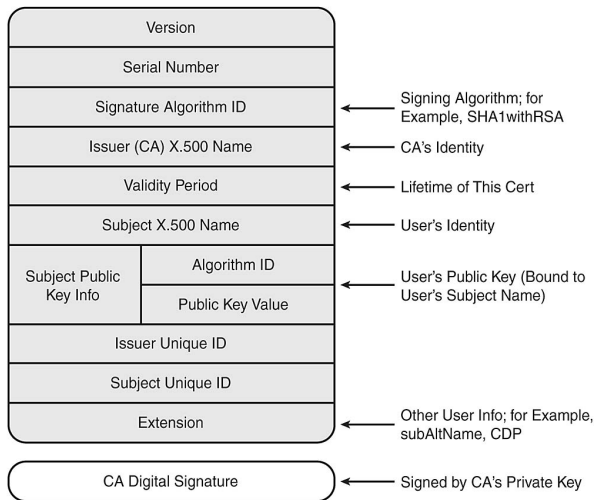 Version
Serial Number
Signature Algorithm ID
Signing Algorithm; for
Example, SHA1withRSA
Issuer (CA) X.500 Name
CA's Identity
Validity Period
Lifetime of This Cert
Subject X.500 Name
User's Identity
Subject Public
Key Info
Algorithm ID
Public Key Value
User's Public Key (Bound to
User's Subject Name)
Issuer Unique ID
Subject Unique ID
Extension
Other User Info; for Example,
subAltName, CDP
CA Digital Signature
Signed by CA's Private Key